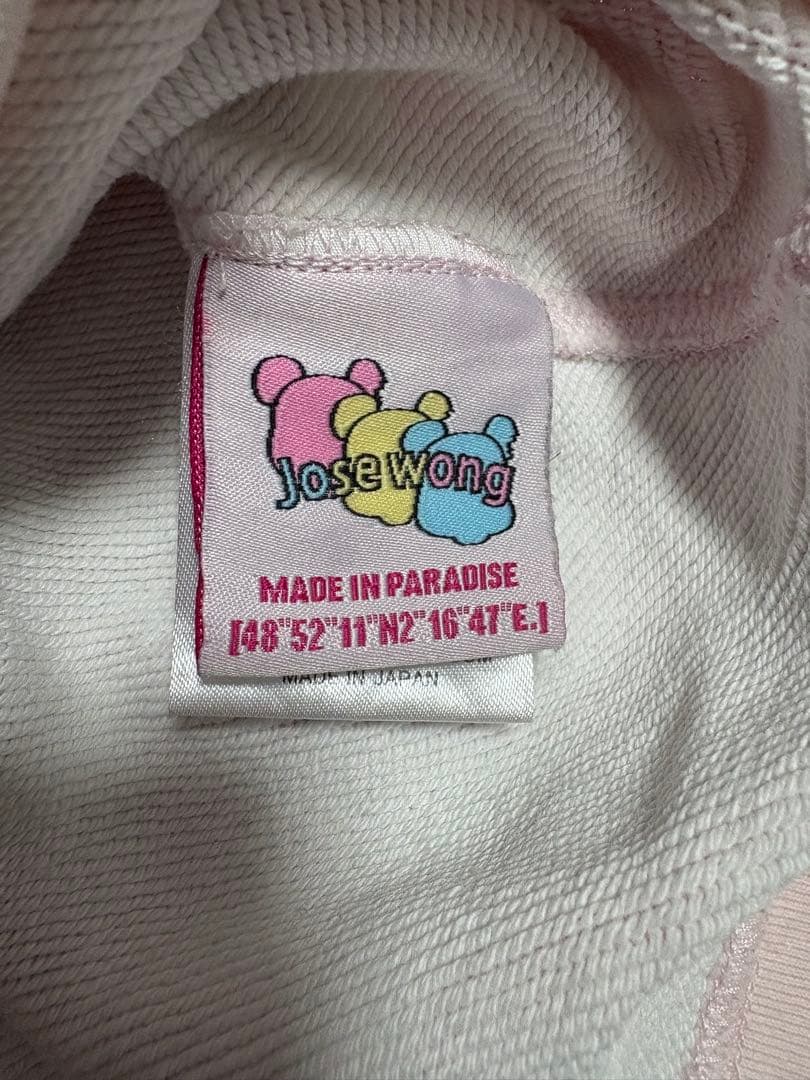 Jose wong
MADE IN PARADISE
[48"52"11"N2"16"47"E.]
MADE IN JAPAN